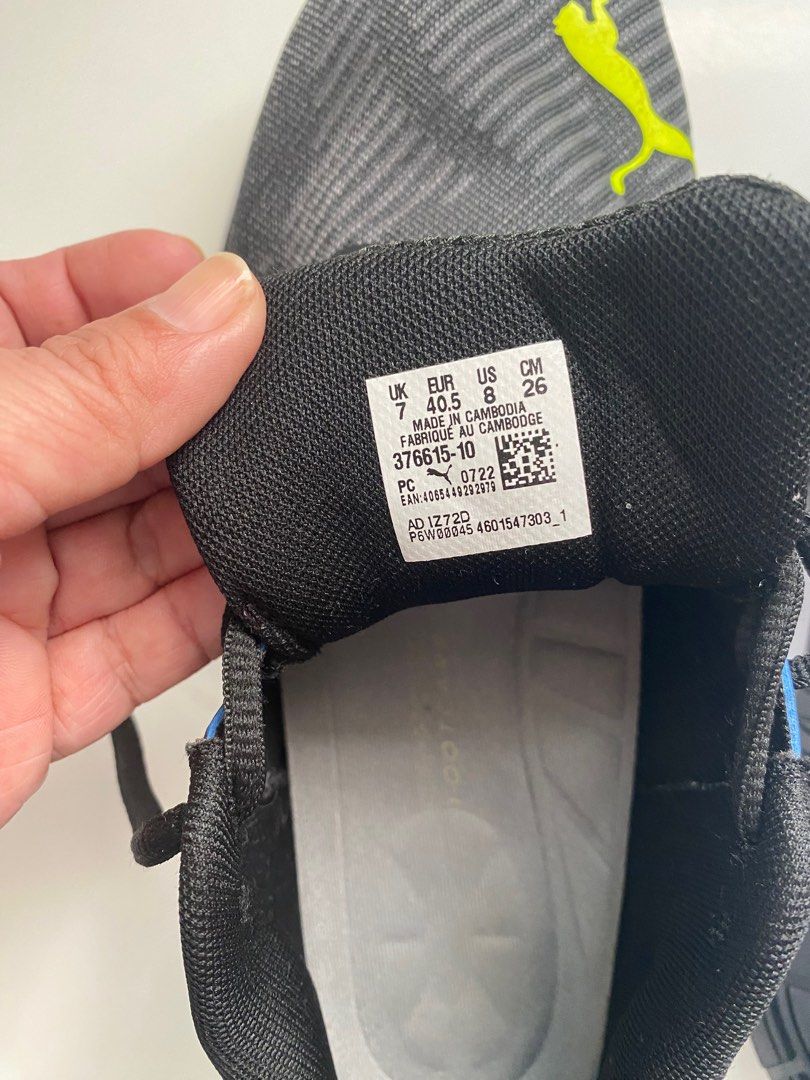 UK EUR US CM
7 40.5 8 26
MADE IN CAMBODIA
FABRIQUÉ AU CAMBODGE
376615-10
PC 0722
EAN:4065449292979
AD IZ72D
P6W00045 4601547303_1